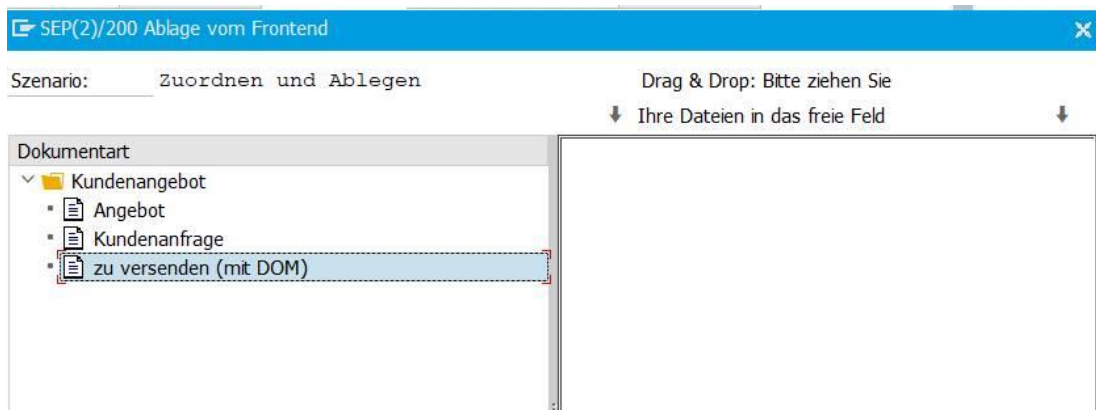 SEP(2)/200 Ablage vom Frontend
Szenario: Zuordnen und Ablegen
Drag & Drop: Bitte ziehen Sie
Ihre Dateien in das freie Feld
Dokumentart
Kundenangebot
Angebot
Kundenanfrage
zu versenden (mit DOM)